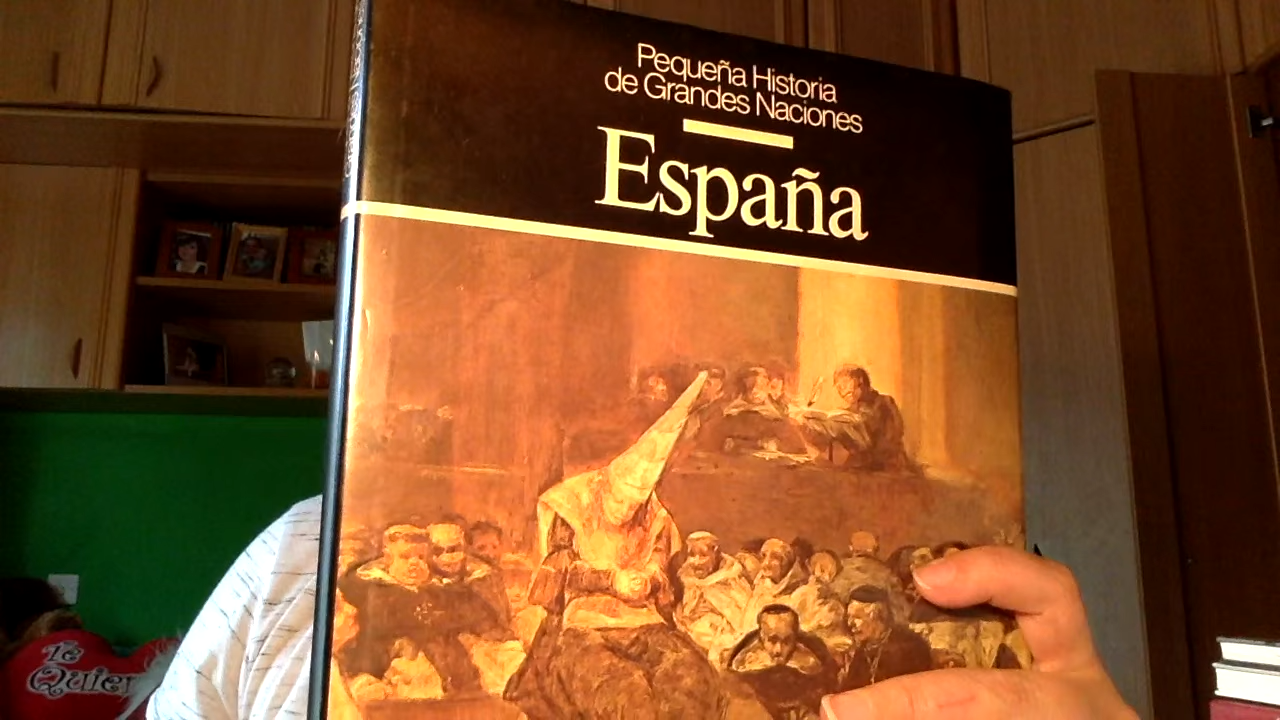 Pequeña Historia
de Grandes Naciones
España
Te
Quier